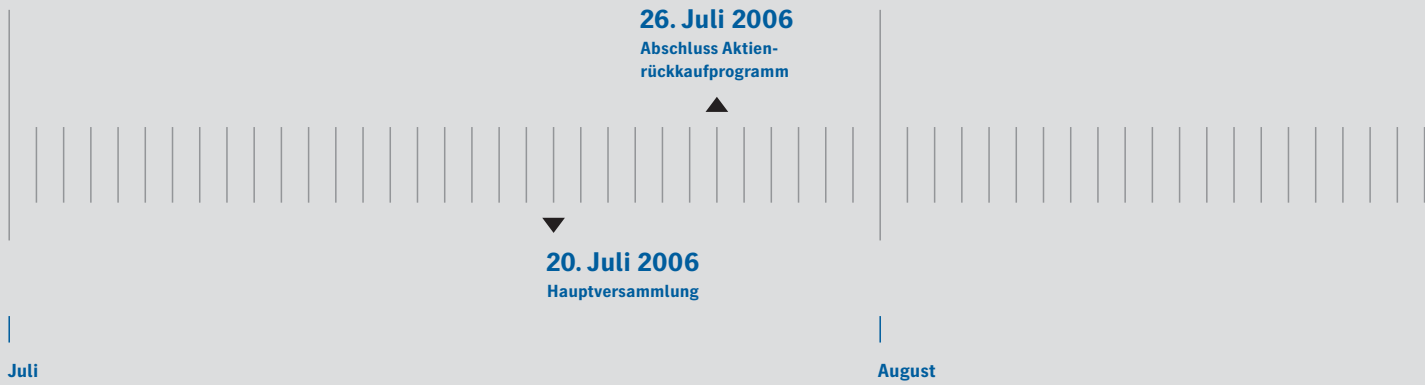 26. Juli 2006
Abschluss Aktien-
rückkaufprogramm
20. Juli 2006
Hauptversammlung
Juli
August